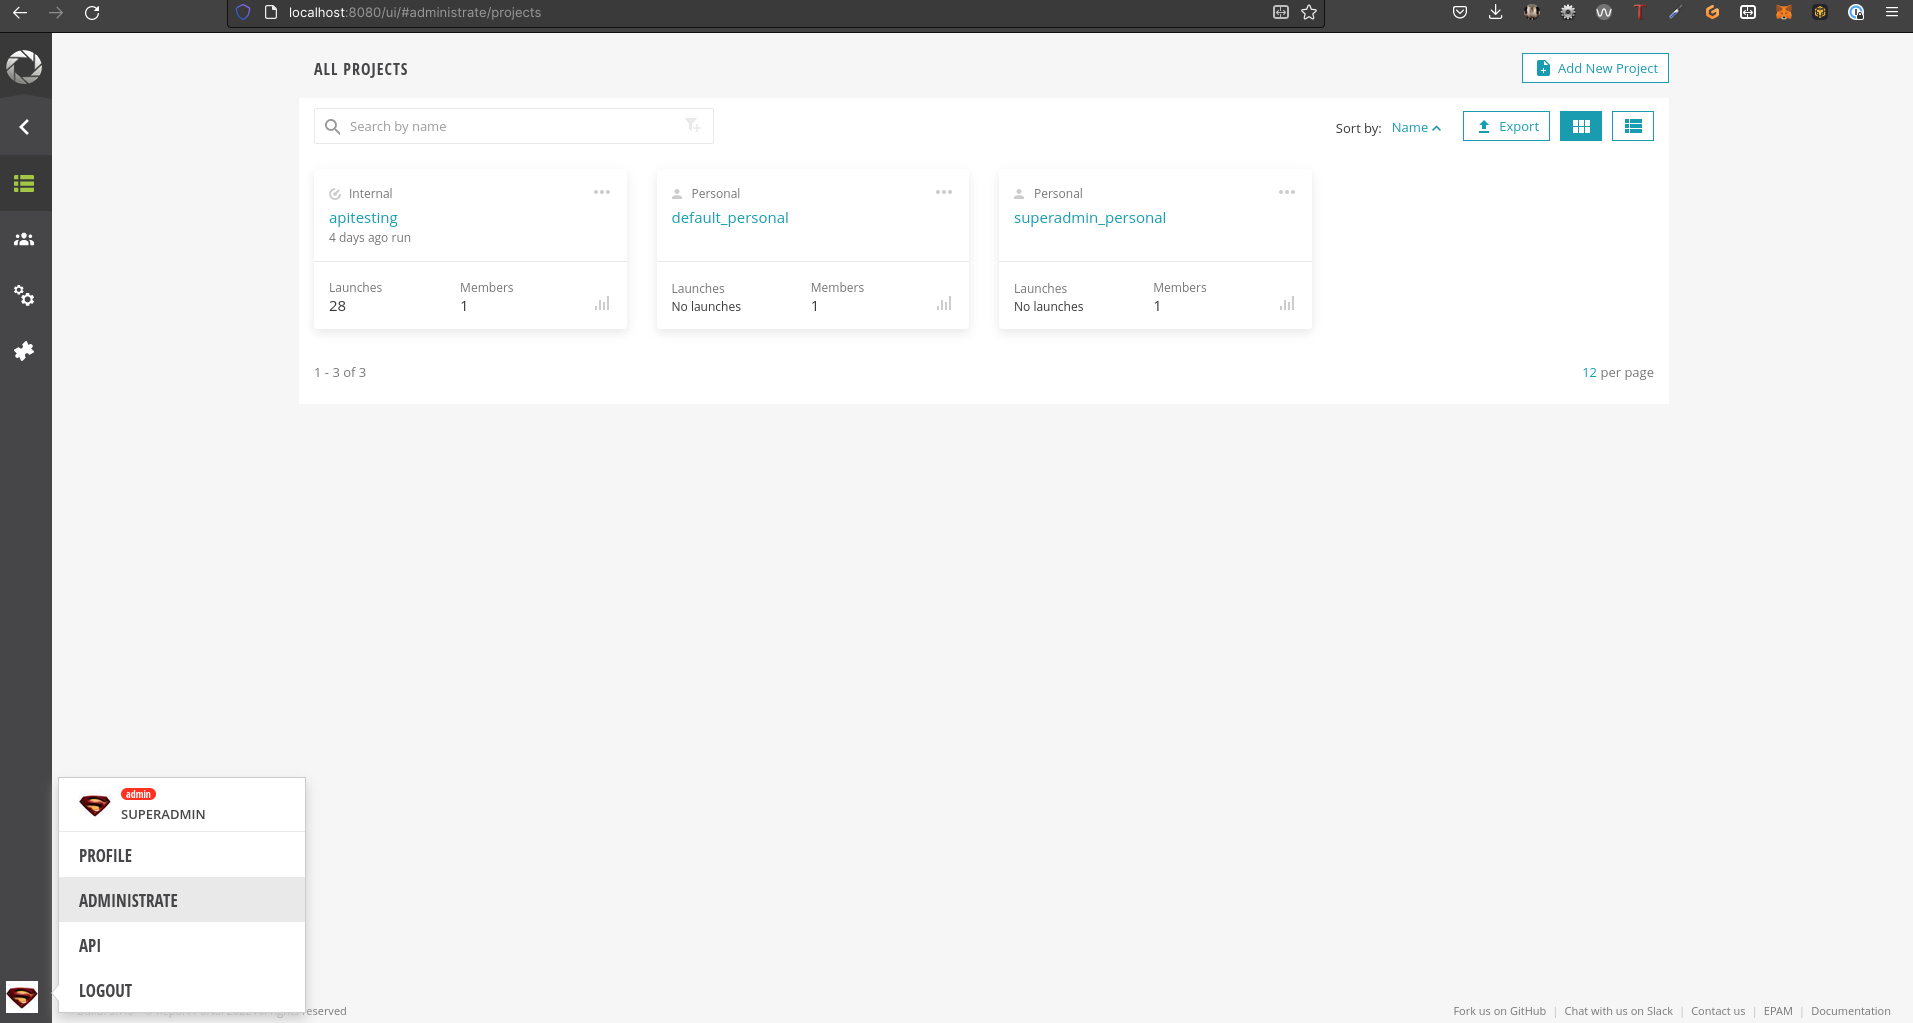 localhost:8080/ui/#administrate/projects
ALL PROJECTS
Add New Project
Search by name
Sort by: Name
Export
Internal
apitesting
4 days ago run
Launches
28
Members
1
Personal
default_personal
Launches
No launches
Members
1
Personal
superadmin_personal
Launches
No launches
Members
1
1 - 3 of 3
12 per page
admin
SUPERADMIN
PROFILE
ADMINISTRATE
API
LOGOUT
reserved
Fork us on GitHub | Chat with us on Slack | Contact us | EPAM | Documentation